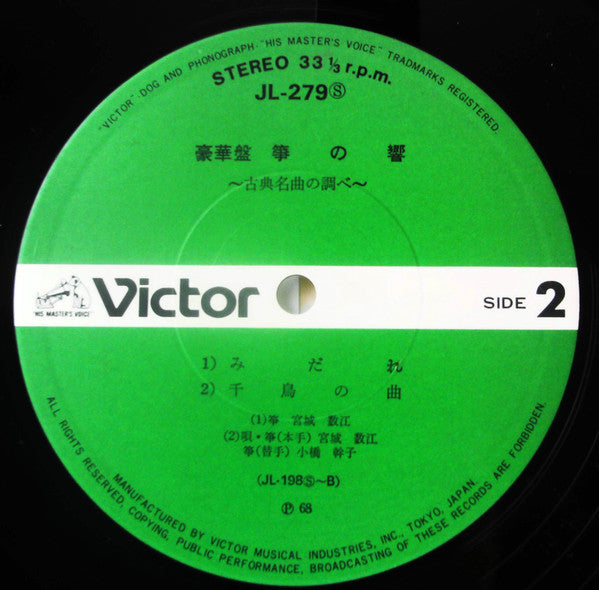 "VICTOR" DOG AND PHONOGRAPH-"HIS MASTER'S VOICE" TRADMARKS REGISTERED.
STEREO 33 ⅓ r.p.m.
JL-279Ⓢ
豪華盤 箏の響
～古典名曲の調べ～
"HIS MASTER'S VOICE"
Victor
SIDE 2
1) みだれ
2) 千鳥の曲
(1)箏 宮城 数江
(2)唄・箏(本手) 宮城 数江
箏(替手) 小橋 幹子
(JL-198Ⓢ~B)
Ⓟ 68
ALL RIGHTS RESERVED, COPYING, PUBLIC PERFORMANCE, BROADCASTING OF THESE RECORDS ARE FORBIDDEN.
MANUFACTURED BY VICTOR MUSICAL INDUSTRIES, INC., TOKYO, JAPAN.